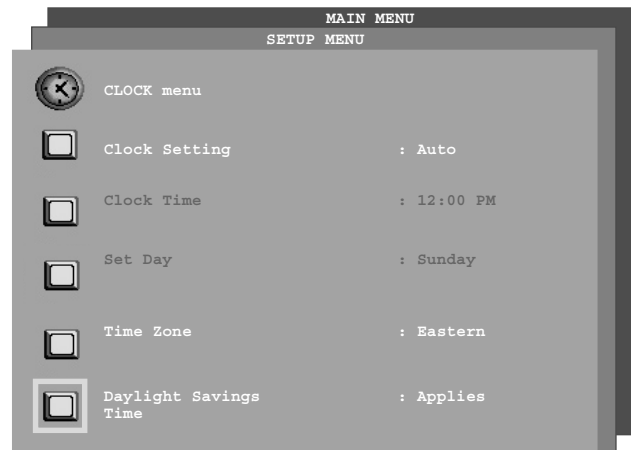 MAIN MENU
SETUP MENU
CLOCK menu
Clock Setting : Auto
Clock Time : 12:00 PM
Set Day : Sunday
Time Zone : Eastern
Daylight Savings : Applies
Time